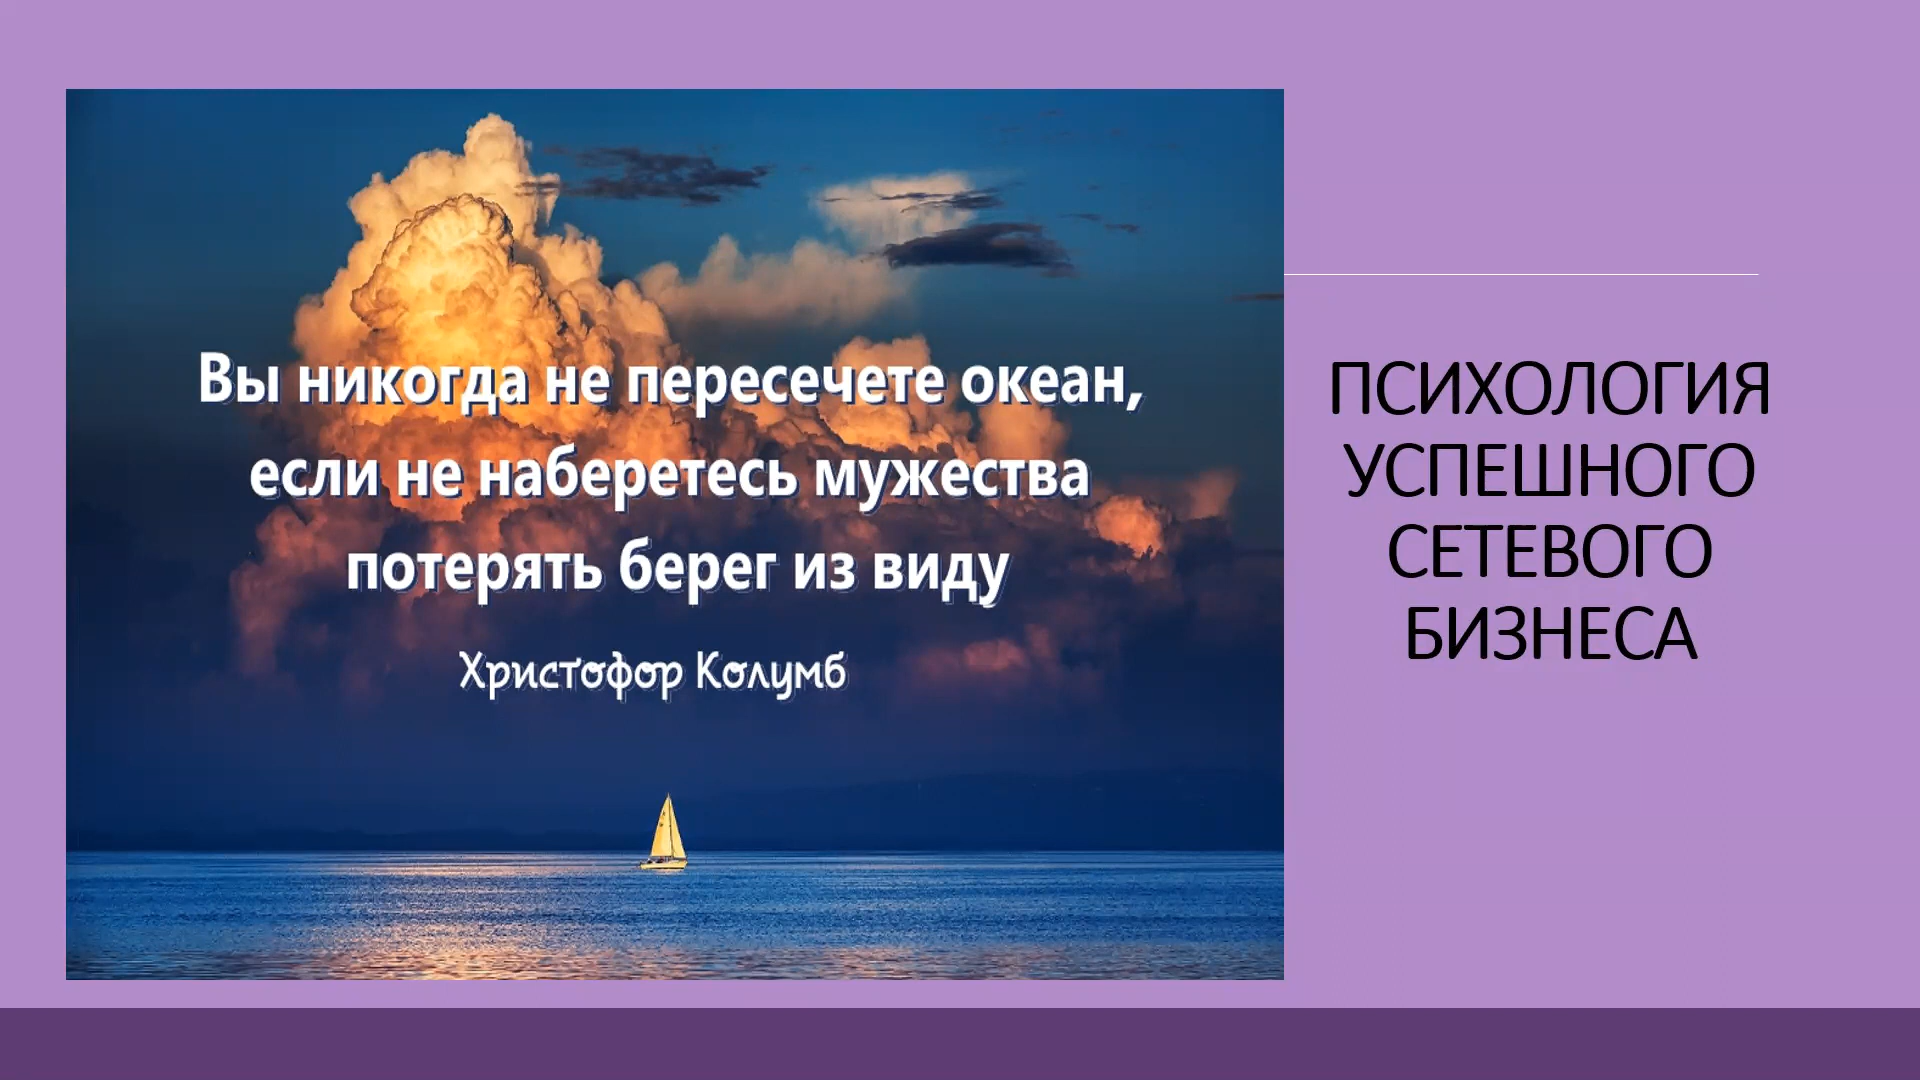 Вы никогда не пересечете океан,
если не наберетесь мужества
потерять берег из виду
Христофор Колумб
ПСИХОЛОГИЯ
УСПЕШНОГО
СЕТЕВОГО
БИЗНЕСА